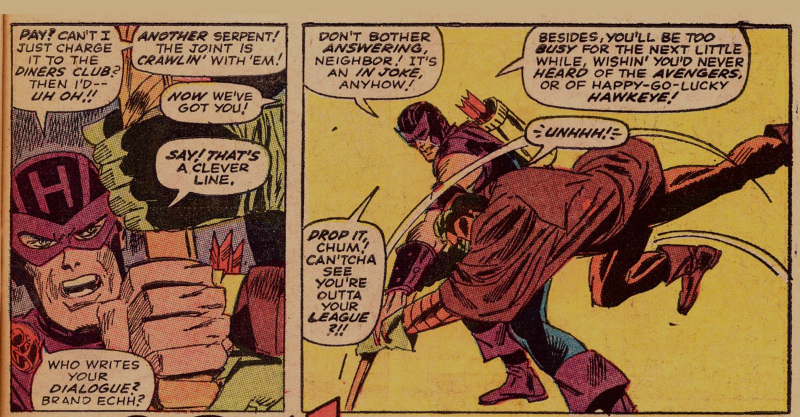 PAY? CAN'T I
JUST CHARGE
IT TO THE
DINERS CLUB?
THEN I'D--
UH OH!!
ANOTHER SERPENT!
THE JOINT IS
CRAWLIN' WITH 'EM!
NOW WE'VE
GOT YOU!
SAY! THAT'S
A CLEVER
LINE.
H
WHO WRITES
YOUR
DIALOGUE?
BRAND ECHH?
DON'T BOTHER
ANSWERING,
NEIGHBOR! IT'S
AN IN JOKE,
ANYHOW!
BESIDES, YOU'LL BE TOO
BUSY FOR THE NEXT LITTLE
WHILE, WISHIN' YOU'D NEVER
HEARD OF THE AVENGERS,
OR OF HAPPY-GO-LUCKY
HAWKEYE!
UNHHH!
DROP IT,
CHUM!
CAN'TCHA
SEE
YOU'RE
OUTTA
YOUR
LEAGUE
?!!